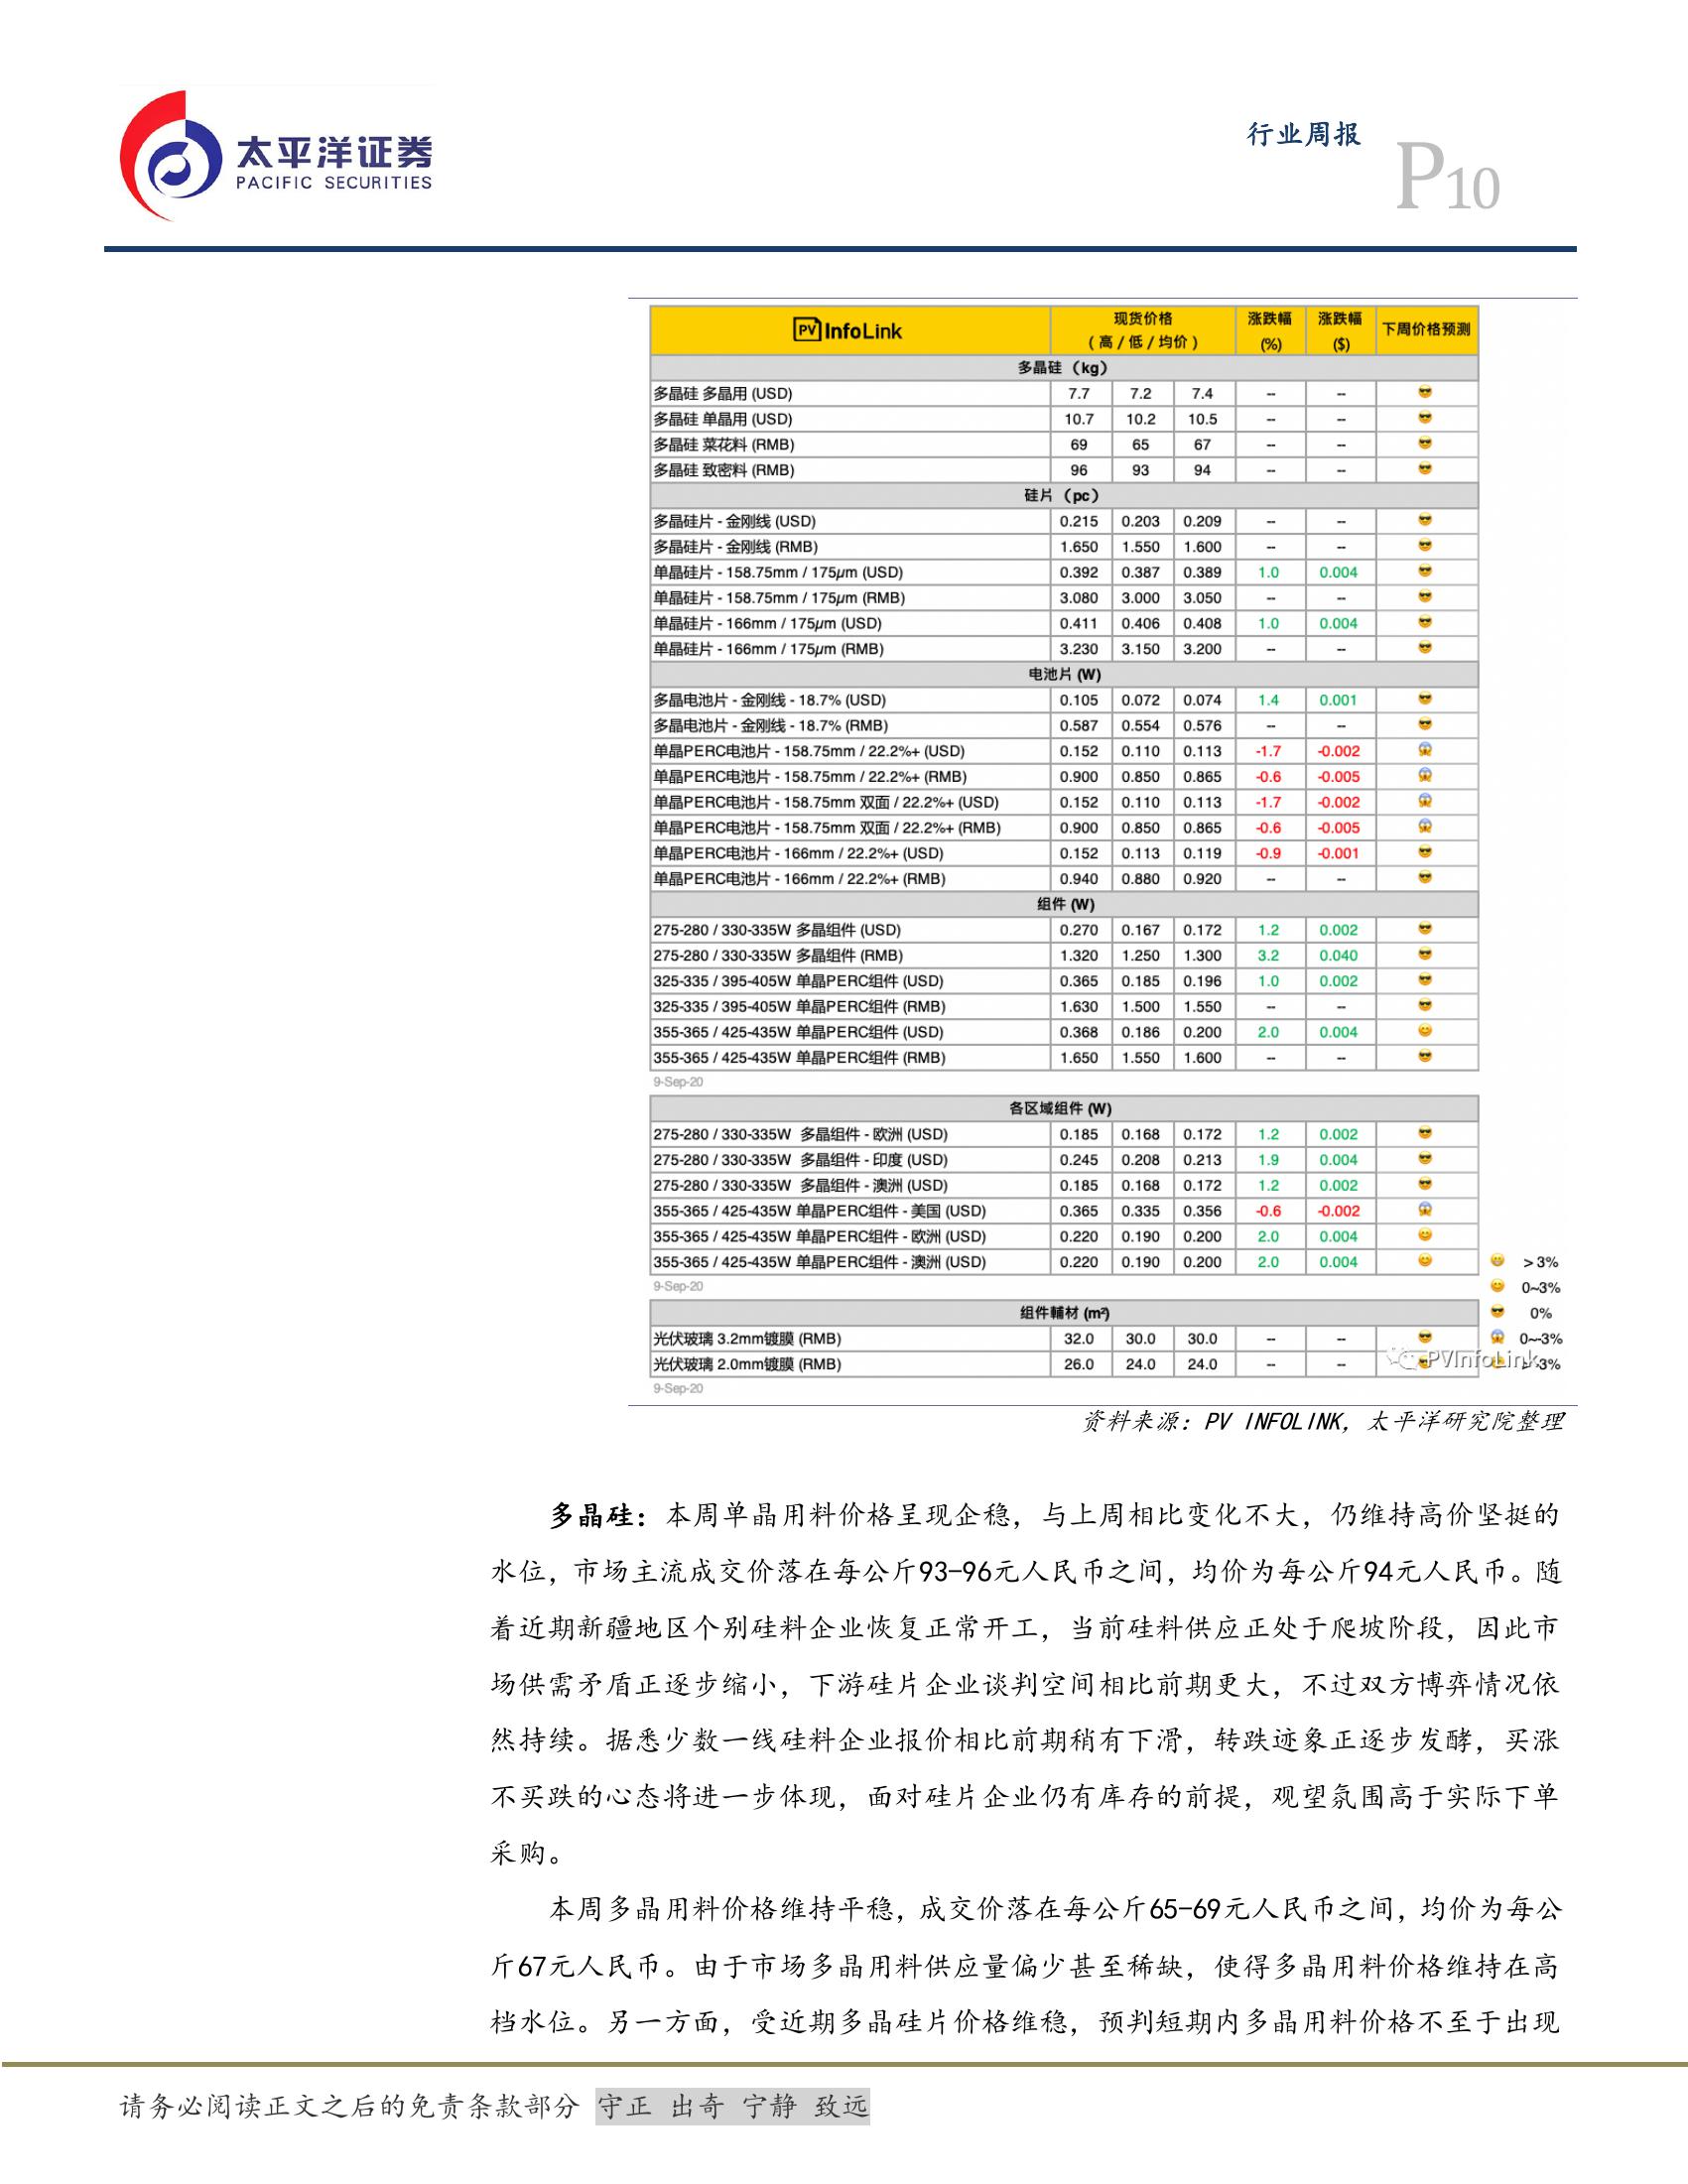 太平洋证券
PACIFIC SECURITIES
行业周报
P10
PV InfoLink 现货价格 (高/低/均价) 涨跌幅 (%) 涨跌幅 ($) 下周价格预测
多晶硅 (kg)
多晶硅 多晶用 (USD) 7.7 7.2 7.4 -- --
多晶硅 单晶用 (USD) 10.7 10.2 10.5 -- --
多晶硅 菜花料 (RMB) 69 65 67 -- --
多晶硅 致密料 (RMB) 96 93 94 -- --
硅片 (pc)
多晶硅片 - 金刚线 (USD) 0.215 0.203 0.209 -- --
多晶硅片 - 金刚线 (RMB) 1.650 1.550 1.600 -- --
单晶硅片 - 158.75mm / 175μm (USD) 0.392 0.387 0.389 1.0 0.004
单晶硅片 - 158.75mm / 175μm (RMB) 3.080 3.000 3.050 -- --
单晶硅片 - 166mm / 175μm (USD) 0.411 0.406 0.408 1.0 0.004
单晶硅片 - 166mm / 175μm (RMB) 3.230 3.150 3.200 -- --
电池片 (W)
多晶电池片 - 金刚线 - 18.7% (USD) 0.105 0.072 0.074 1.4 0.001
多晶电池片 - 金刚线 - 18.7% (RMB) 0.587 0.554 0.576 -- --
单晶PERC电池片 - 158.75mm / 22.2%+ (USD) 0.152 0.110 0.113 -1.7 -0.002
单晶PERC电池片 - 158.75mm / 22.2%+ (RMB) 0.900 0.850 0.865 -0.6 -0.005
单晶PERC电池片 - 158.75mm 双面 / 22.2%+ (USD) 0.152 0.110 0.113 -1.7 -0.002
单晶PERC电池片 - 158.75mm 双面 / 22.2%+ (RMB) 0.900 0.850 0.865 -0.6 -0.005
单晶PERC电池片 - 166mm / 22.2%+ (USD) 0.152 0.113 0.119 -0.9 -0.001
单晶PERC电池片 - 166mm / 22.2%+ (RMB) 0.940 0.880 0.920 -- --
组件 (W)
275-280 / 330-335W 多晶组件 (USD) 0.270 0.167 0.172 1.2 0.002
275-280 / 330-335W 多晶组件 (RMB) 1.320 1.250 1.300 3.2 0.040
325-335 / 395-405W 单晶PERC组件 (USD) 0.365 0.185 0.196 1.0 0.002
325-335 / 395-405W 单晶PERC组件 (RMB) 1.630 1.500 1.550 -- --
355-365 / 425-435W 单晶PERC组件 (USD) 0.368 0.186 0.200 2.0 0.004
355-365 / 425-435W 单晶PERC组件 (RMB) 1.650 1.550 1.600 -- --
9-Sep-20
各区域组件 (W)
275-280 / 330-335W 多晶组件 - 欧洲 (USD) 0.185 0.168 0.172 1.2 0.002
275-280 / 330-335W 多晶组件 - 印度 (USD) 0.245 0.208 0.213 1.9 0.004
275-280 / 330-335W 多晶组件 - 澳洲 (USD) 0.185 0.168 0.172 1.2 0.002
355-365 / 425-435W 单晶PERC组件 - 美国 (USD) 0.365 0.335 0.356 -0.6 -0.002
355-365 / 425-435W 单晶PERC组件 - 欧洲 (USD) 0.220 0.190 0.200 2.0 0.004
355-365 / 425-435W 单晶PERC组件 - 澳洲 (USD) 0.220 0.190 0.200 2.0 0.004 > 3%
9-Sep-20 0~3%
组件輔材 (m²) 0%
光伏玻璃 3.2mm镀膜 (RMB) 32.0 30.0 30.0 -- -- 0~-3%
光伏玻璃 2.0mm镀膜 (RMB) 26.0 24.0 24.0 -- -- PVInfoLink
9-Sep-20
资料来源：PV INFOLINK，太平洋研究院整理
多晶硅：本周单晶用料价格呈现企稳，与上周相比变化不大，仍维持高价坚挺的
水位，市场主流成交价落在每公斤93-96元人民币之间，均价为每公斤94元人民币。随
着近期新疆地区个别硅料企业恢复正常开工，当前硅料供应正处于爬坡阶段，因此市
场供需矛盾正逐步缩小，下游硅片企业谈判空间相比前期更大，不过双方博弈情况依
然持续。据悉少数一线硅料企业报价相比前期稍有下滑，转跌迹象正逐步发酵，买涨
不买跌的心态将进一步体现，面对硅片企业仍有库存的前提，观望氛围高于实际下单
采购。
本周多晶用料价格维持平稳，成交价落在每公斤65-69元人民币之间，均价为每公
斤67元人民币。由于市场多晶用料供应量偏少甚至稀缺，使得多晶用料价格维持在高
档水位。另一方面，受近期多晶硅片价格维稳，预判短期内多晶用料价格不至于出现
请务必阅读正文之后的免责条款部分 守正 出奇 宁静 致远